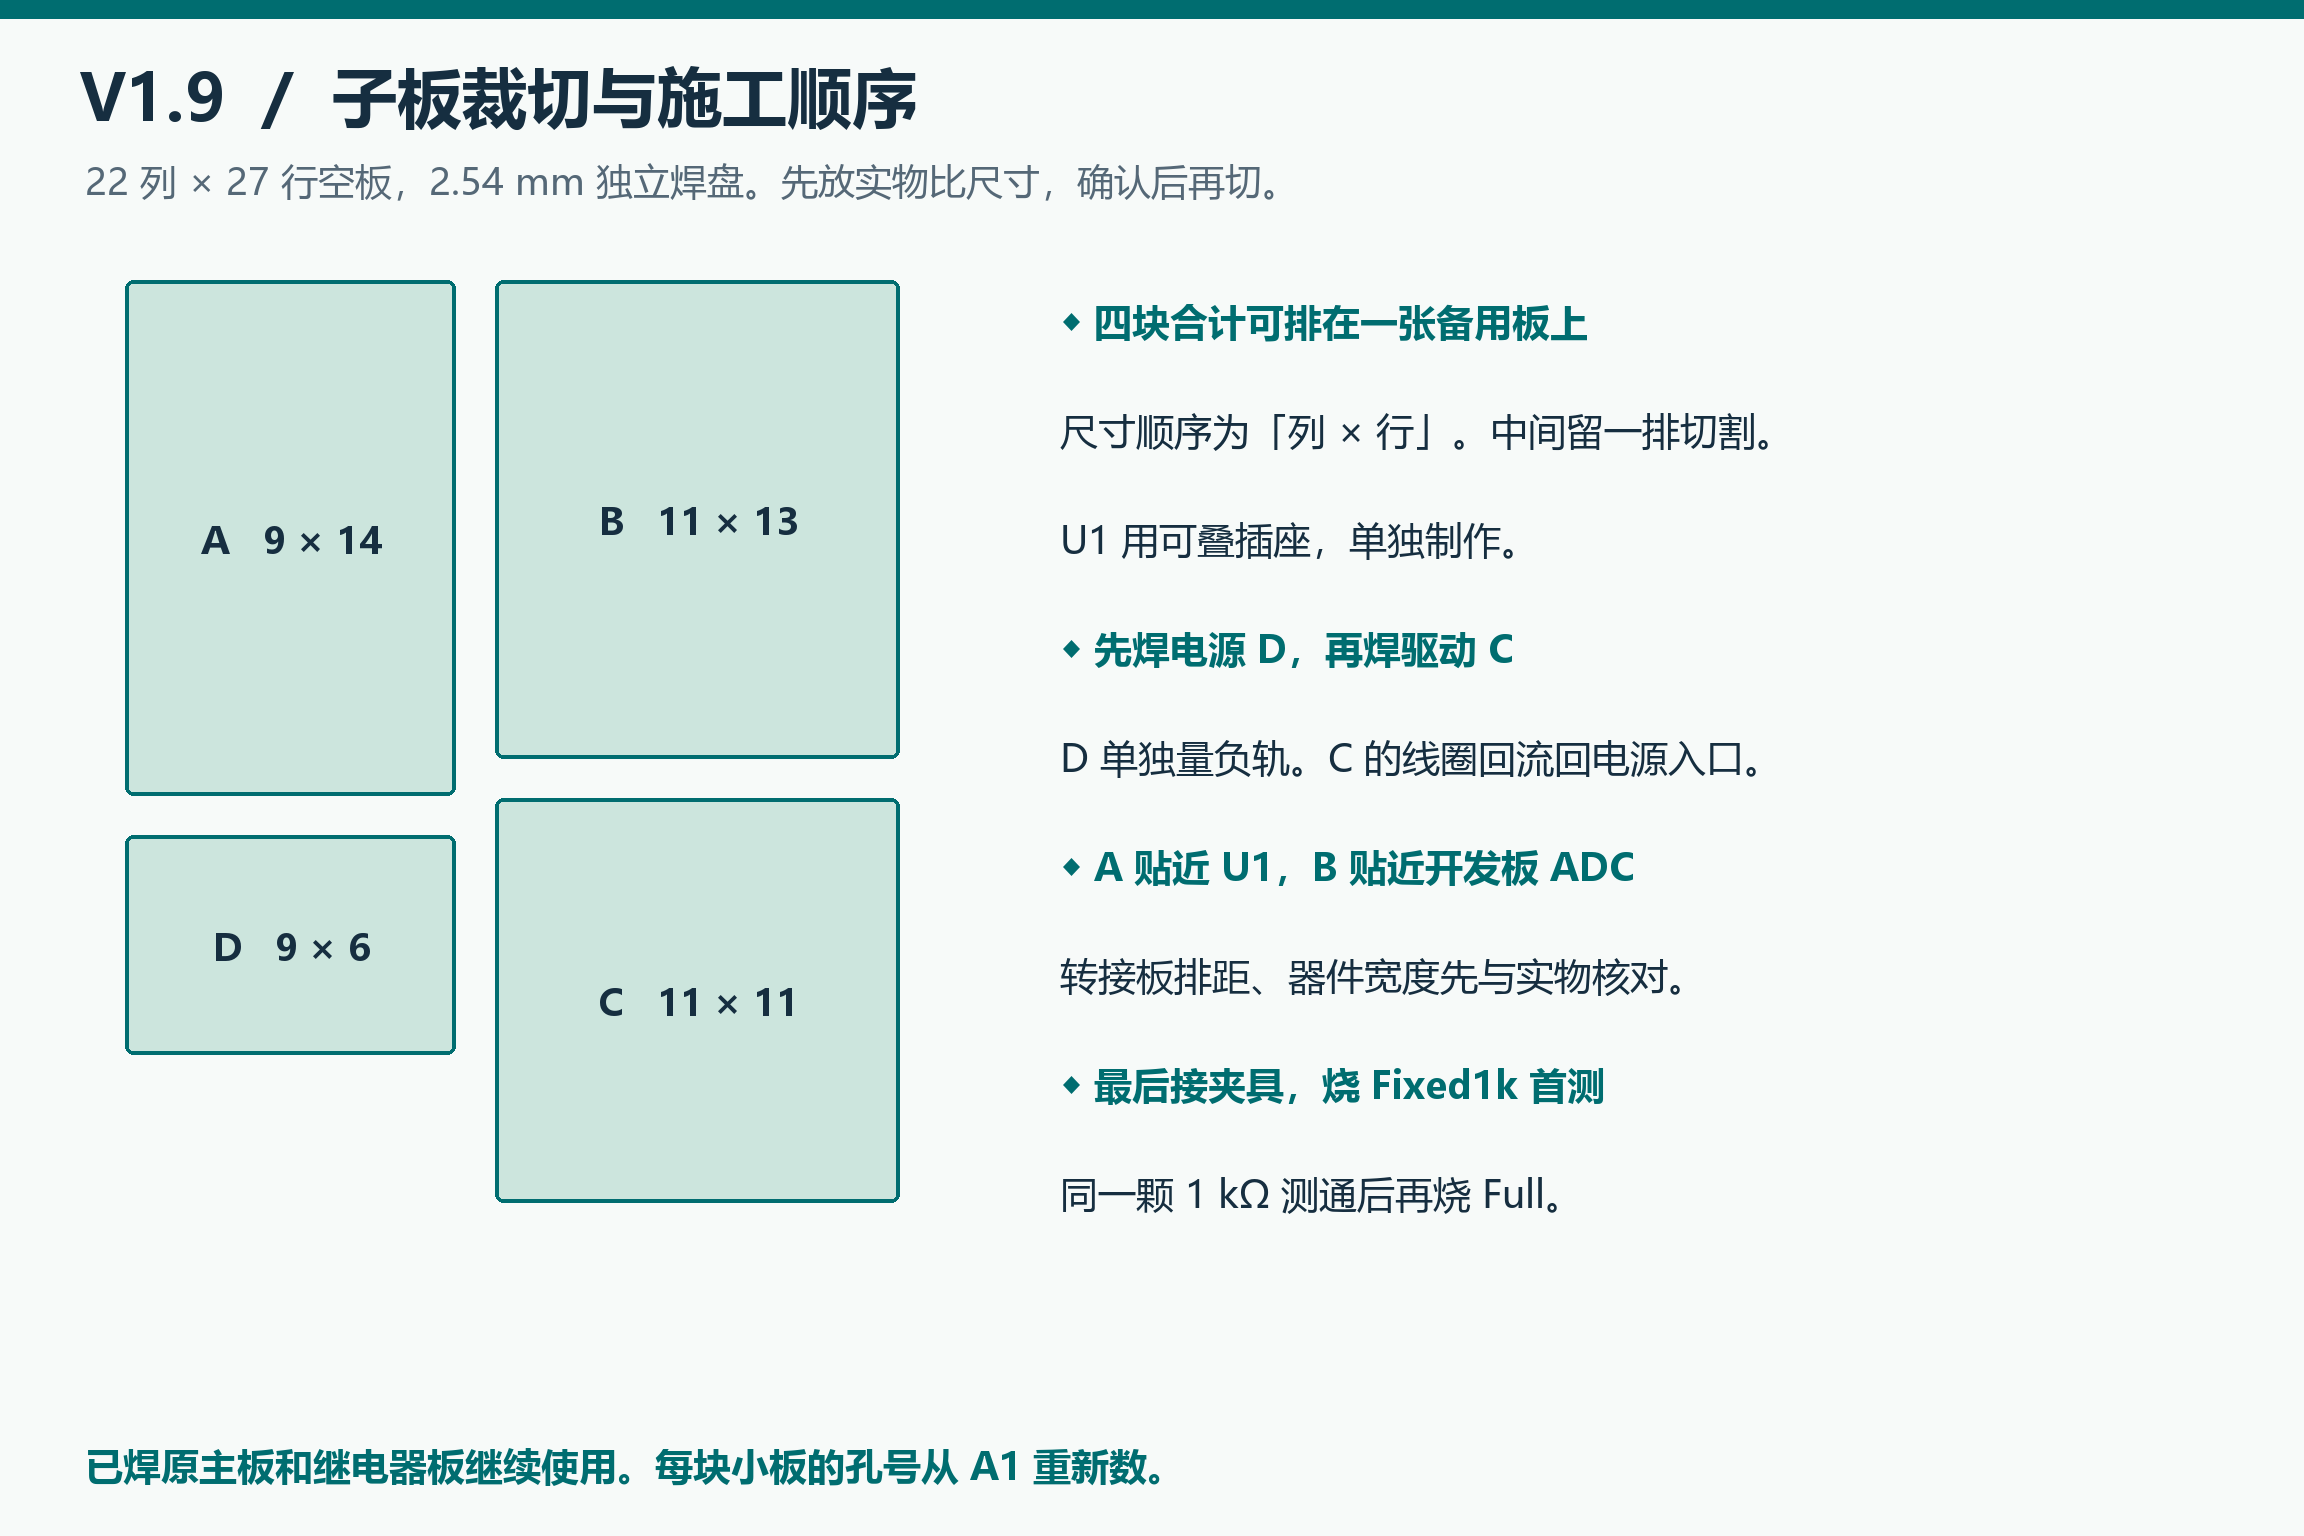 V1.9 / 子板裁切与施工顺序
22 列 × 27 行空板，2.54 mm 独立焊盘。先放实物比尺寸，确认后再切。
A 9 × 14
B 11 × 13
D 9 × 6
C 11 × 11
◆ 四块合计可排在一张备用板上
尺寸顺序为「列 × 行」。中间留一排切割。
U1 用可叠插座，单独制作。
◆ 先焊电源 D，再焊驱动 C
D 单独量负轨。C 的线圈回流回电源入口。
◆ A 贴近 U1，B 贴近开发板 ADC
转接板排距、器件宽度先与实物核对。
◆ 最后接夹具，烧 Fixed1k 首测
同一颗 1 kΩ 测通后再烧 Full。
已焊原主板和继电器板继续使用。每块小板的孔号从 A1 重新数。